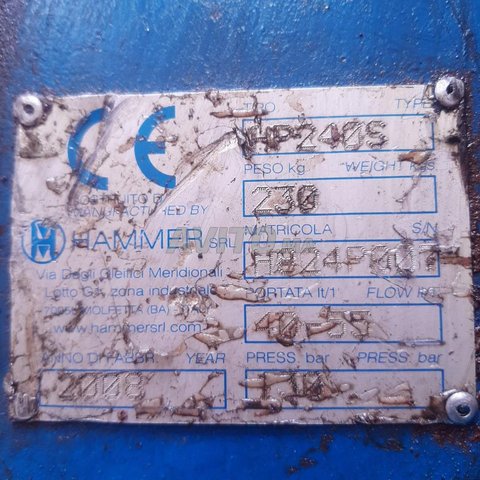 CE
TIPO TYPE
HP240S
PESO kg WEIGHT
230
COSTRUITO DA
MANUFACTURED BY
HAMMER SRL
MATRICOLA S/N
Via Degli Oleifici Meridionali
Lotto zona industriale
MOLFETTA (BA)
www.hammersrl.com
PORTATA lt/1 FLOW
40-55
ANNO DI FABBR. YEAR
2008
PRESS. bar PRESS. bar